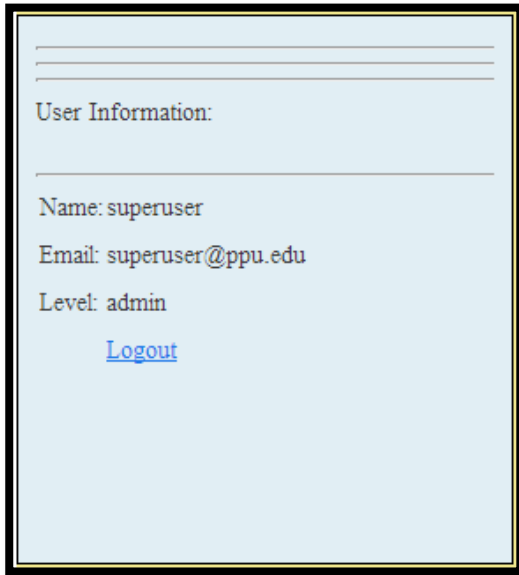 User Information:
Name: superuser
Email: superuser@ppu.edu
Level: admin
Logout